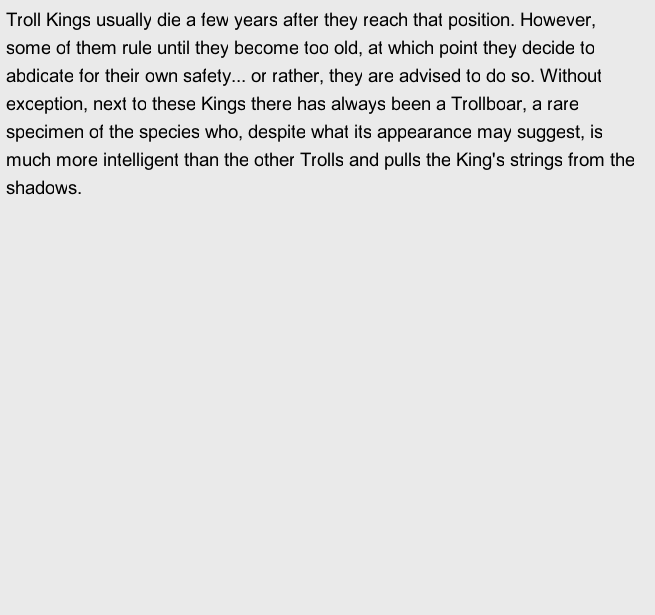 Troll Kings usually die a few years after they reach that position. However,
some of them rule until they become too old, at which point they decide to
abdicate for their own safety... or rather, they are advised to do so. Without
exception, next to these Kings there has always been a Trollboar, a rare
specimen of the species who, despite what its appearance may suggest, is
much more intelligent than the other Trolls and pulls the King's strings from the
shadows.